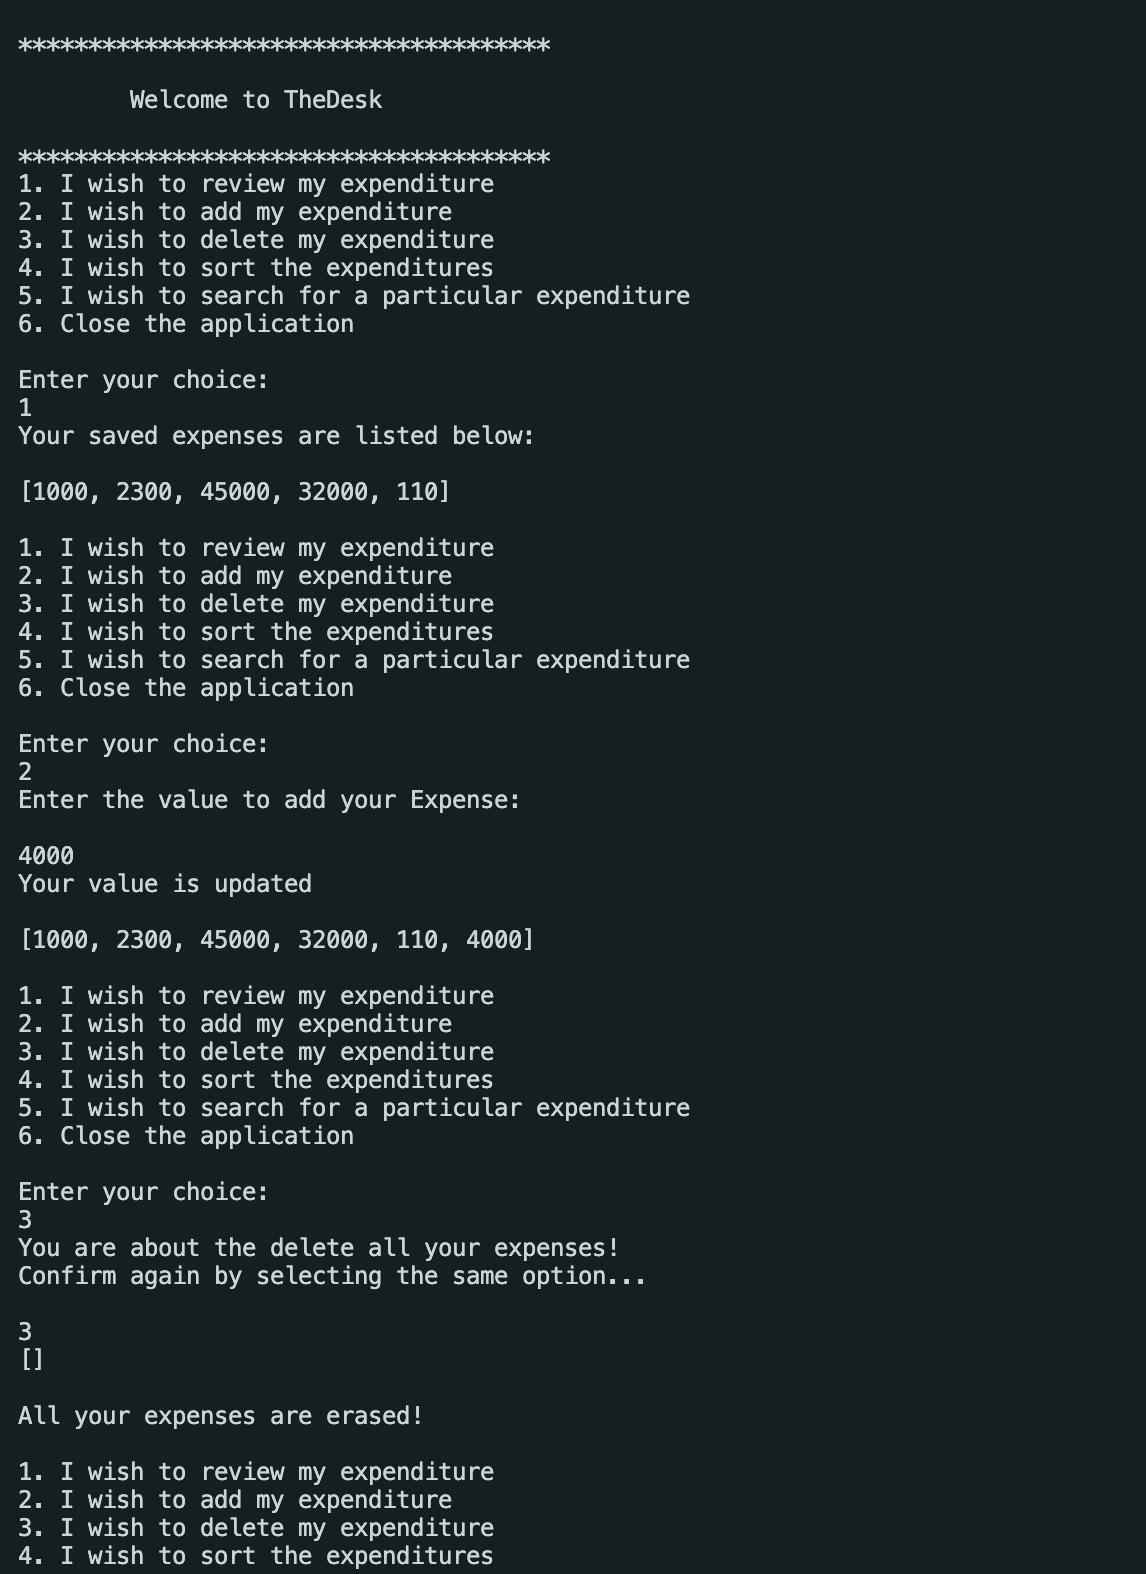 **************************************
Welcome to TheDesk
**************************************
1. I wish to review my expenditure
2. I wish to add my expenditure
3. I wish to delete my expenditure
4. I wish to sort the expenditures
5. I wish to search for a particular expenditure
6. Close the application
Enter your choice:
1
Your saved expenses are listed below:
[1000, 2300, 45000, 32000, 110]
1. I wish to review my expenditure
2. I wish to add my expenditure
3. I wish to delete my expenditure
4. I wish to sort the expenditures
5. I wish to search for a particular expenditure
6. Close the application
Enter your choice:
2
Enter the value to add your Expense:
4000
Your value is updated
[1000, 2300, 45000, 32000, 110, 4000]
1. I wish to review my expenditure
2. I wish to add my expenditure
3. I wish to delete my expenditure
4. I wish to sort the expenditures
5. I wish to search for a particular expenditure
6. Close the application
Enter your choice:
3
You are about the delete all your expenses!
Confirm again by selecting the same option...
3
[]
All your expenses are erased!
1. I wish to review my expenditure
2. I wish to add my expenditure
3. I wish to delete my expenditure
4. I wish to sort the expenditures